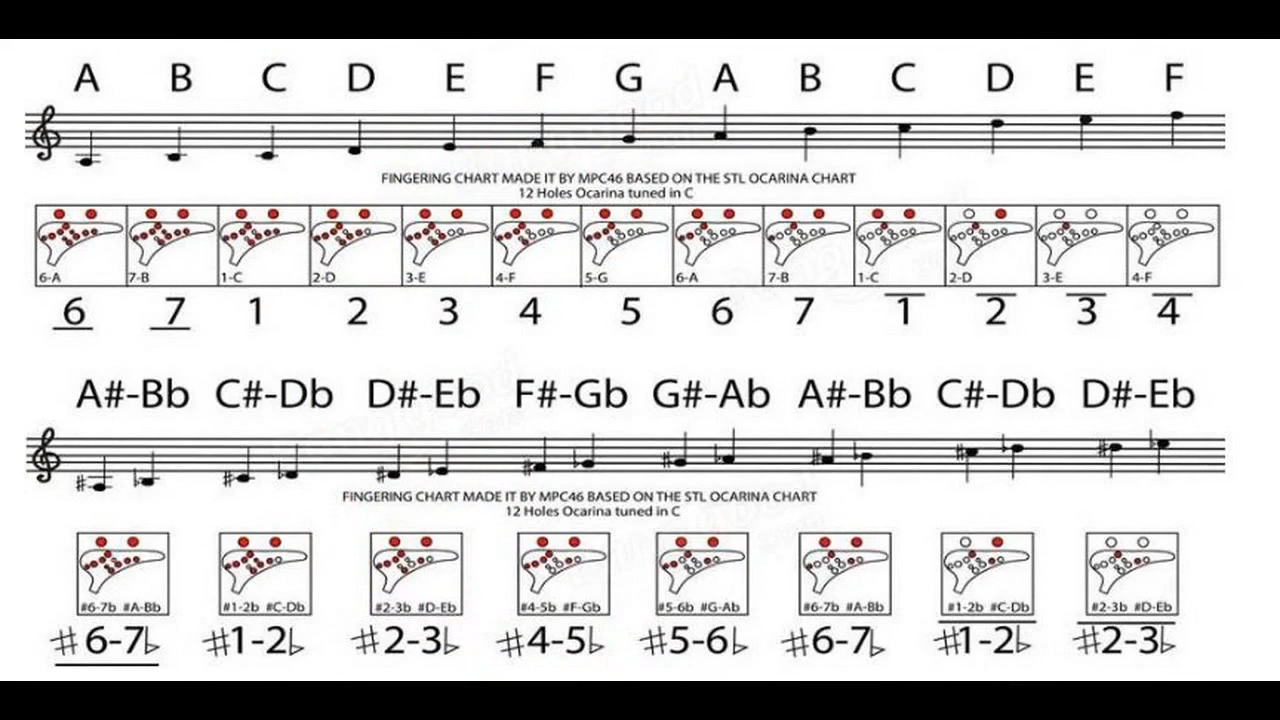 A B C D E F G A B C D E F
FINGERING CHART MADE IT BY MPC46 BASED ON THE STL OCARINA CHART
12 Holes Ocarina tuned in C
6-A 7-B 1-C 2-D 3-E 4-F 5-G 6-A 7-B 1-C 2-D 3-E 4-F
6 7 1 2 3 4 5 6 7 1 2 3 4
A#-Bb C#-Db D#-Eb F#-Gb G#-Ab A#-Bb C#-Db D#-Eb
FINGERING CHART MADE IT BY MPC46 BASED ON THE STL OCARINA CHART
12 Holes Ocarina tuned in C
#6-7b #A-Bb #1-2b #C-Db #2-3b #D-Eb #4-5b #F-Gb #5-6b #G-Ab #6-7b #A-Bb #1-2b #C-Db #2-3b #D-Eb
♯6-7♭ ♯1-2♭ ♯2-3♭ ♯4-5♭ ♯5-6♭ ♯6-7♭ ♯1-2♭ ♯2-3♭